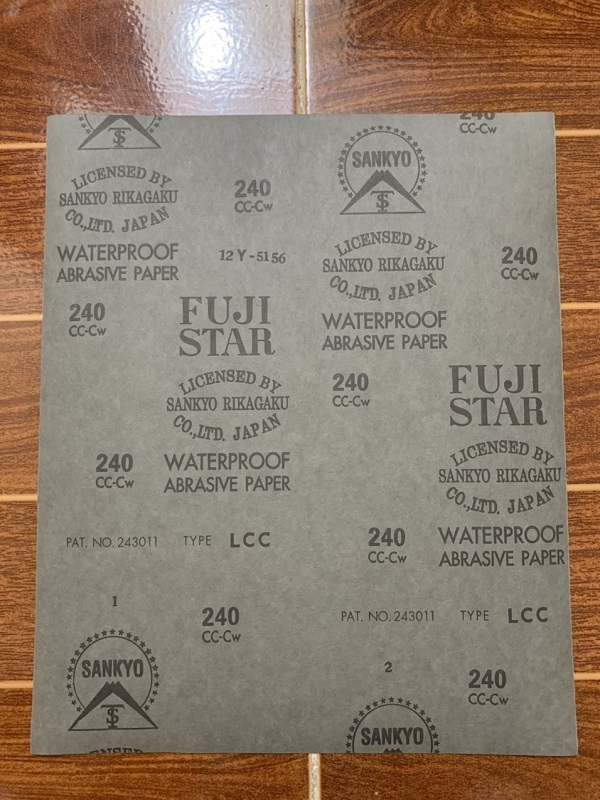 240
CC-Cw
SANKYO
LICENSED BY
SANKYO RIKAGAKU
CO.,LTD. JAPAN
240
CC-Cw
WATERPROOF
ABRASIVE PAPER
12 Y - 5156
LICENSED BY
SANKYO RIKAGAKU
CO.,LTD. JAPAN
240
CC-Cw
240
CC-Cw
FUJI
STAR
WATERPROOF
ABRASIVE PAPER
LICENSED BY
SANKYO RIKAGAKU
CO.,LTD. JAPAN
240
CC-Cw
FUJI
STAR
240
CC-Cw
WATERPROOF
ABRASIVE PAPER
LICENSED BY
SANKYO RIKAGAKU
CO.,LTD. JAPAN
PAT. NO. 243011 TYPE LCC
240
CC-Cw
WATERPROOF
ABRASIVE PAPER
1
240
CC-Cw
PAT. NO. 243011 TYPE LCC
SANKYO
2
240
CC-Cw
SANKYO
LICENSED